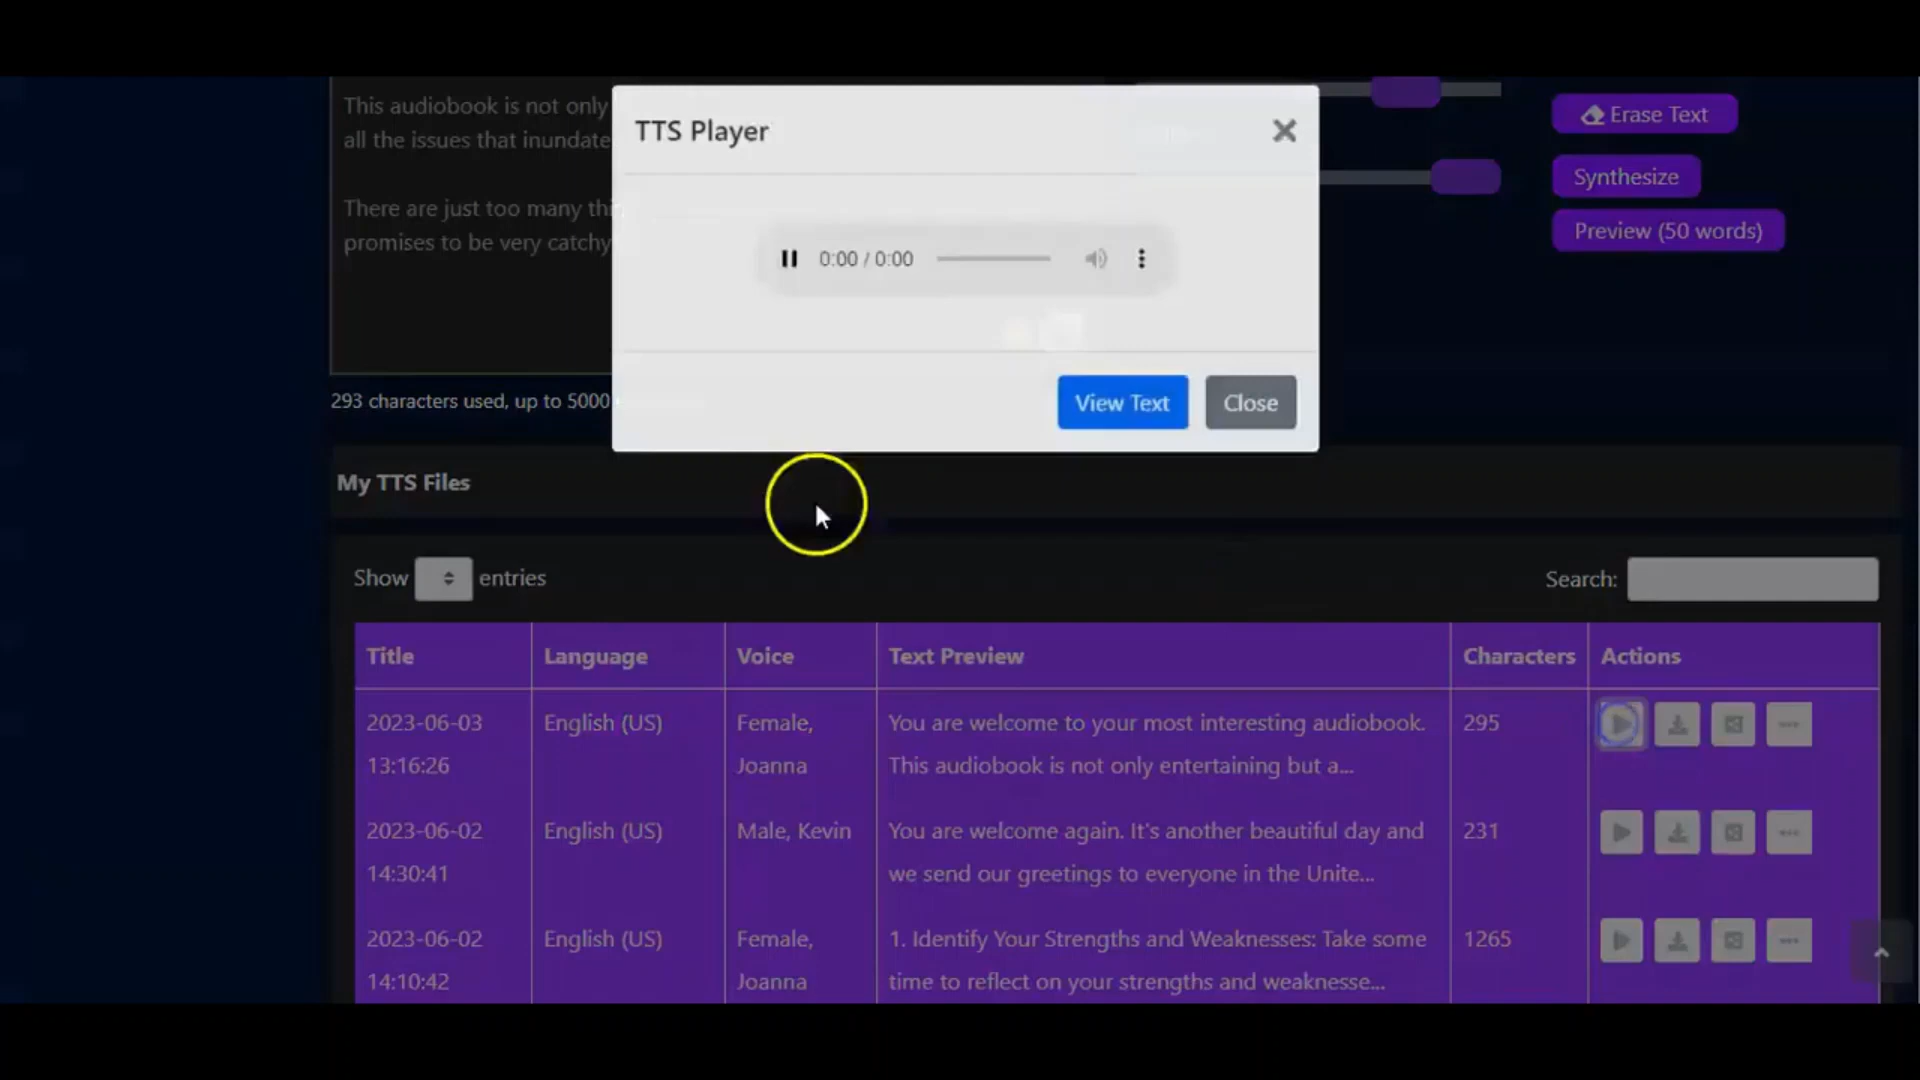 This audiobook is not only
all the issues that inundate
There are just too many thi
promises to be very catchy
293 characters used, up to 5000
TTS Player
0:00 / 0:00
View Text
Close
Erase Text
Synthesize
Preview (50 words)
My TTS Files
Show entries
Search:
Title Language Voice Text Preview Characters Actions
2023-06-03 English (US) Female, You are welcome to your most interesting audiobook. 295
13:16:26 Joanna This audiobook is not only entertaining but a...
2023-06-02 English (US) Male, Kevin You are welcome again. It's another beautiful day and 231
14:30:41 we send our greetings to everyone in the Unite...
2023-06-02 English (US) Female, 1. Identify Your Strengths and Weaknesses: Take some 1265
14:10:42 Joanna time to reflect on your strengths and weaknesse...